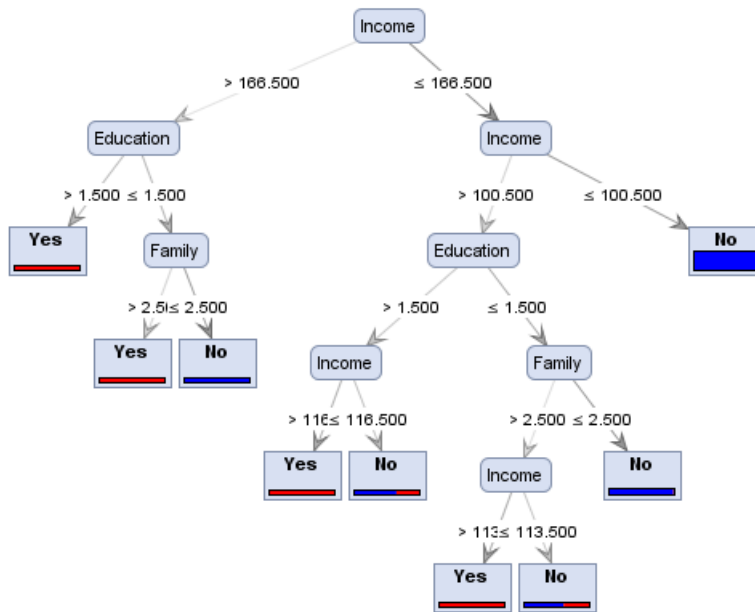 Income
> 166.500 ≤ 166.500
Education Income
> 1.500 ≤ 1.500 > 100.500 ≤ 100.500
Yes Family Education No
> 2.5 ≤ 2.500 > 1.500 ≤ 1.500
Yes No Income Family
> 116 ≤ 116.500 > 2.500 ≤ 2.500
Yes No Income No
> 113 ≤ 113.500
Yes No